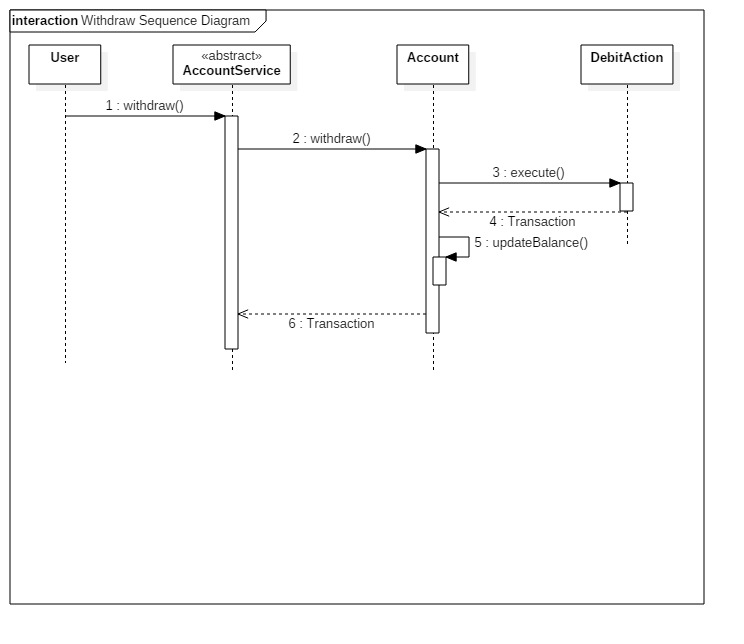 interaction Withdraw Sequence Diagram
User
«abstract»
AccountService
Account
DebitAction
1 : withdraw()
2 : withdraw()
3 : execute()
4 : Transaction
5 : updateBalance()
6 : Transaction